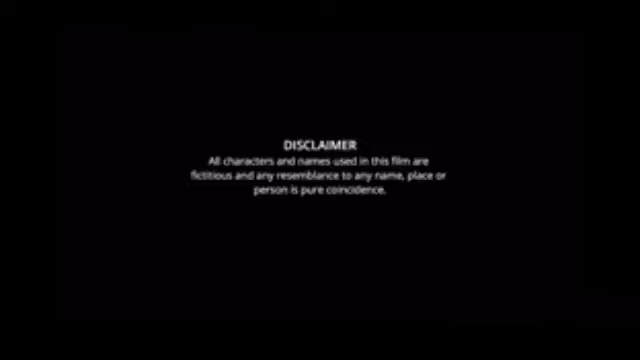 DISCLAIMER
All characters and names used in this film are
fictitious and any resemblance to any name, place or
person is pure coincidence.